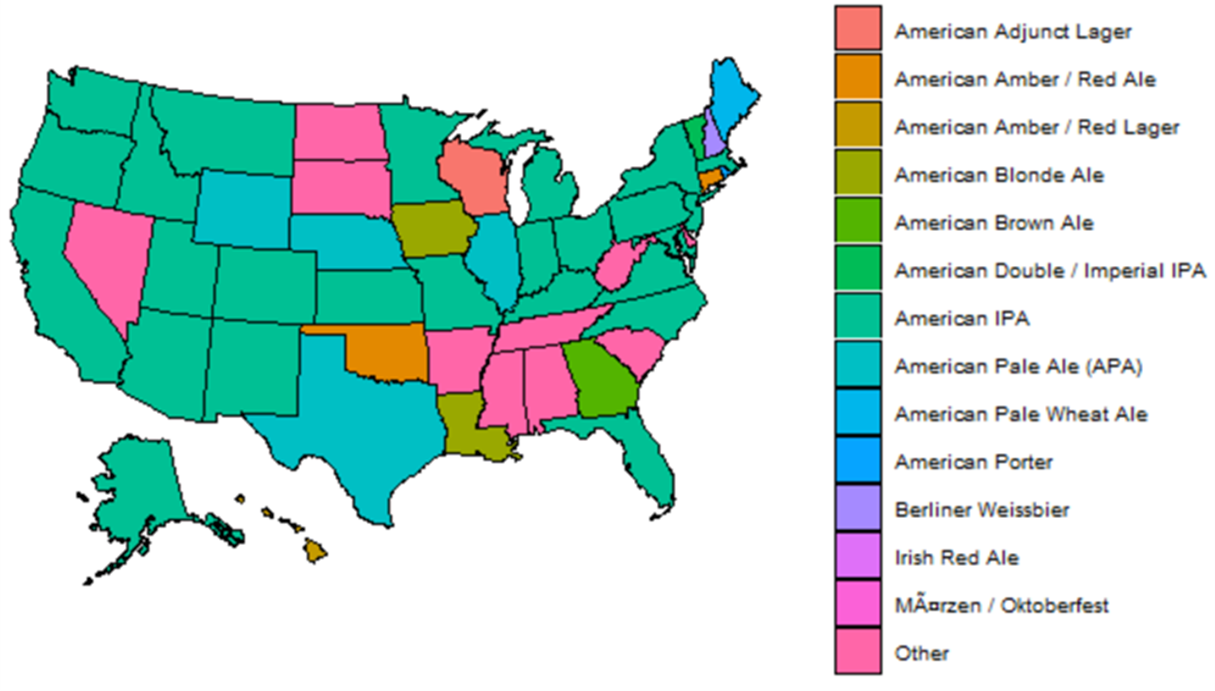 American Adjunct Lager
American Amber / Red Ale
American Amber / Red Lager
American Blonde Ale
American Brown Ale
American Double / Imperial IPA
American IPA
American Pale Ale (APA)
American Pale Wheat Ale
American Porter
Berliner Weissbier
Irish Red Ale
MÃ¤rzen / Oktoberfest
Other